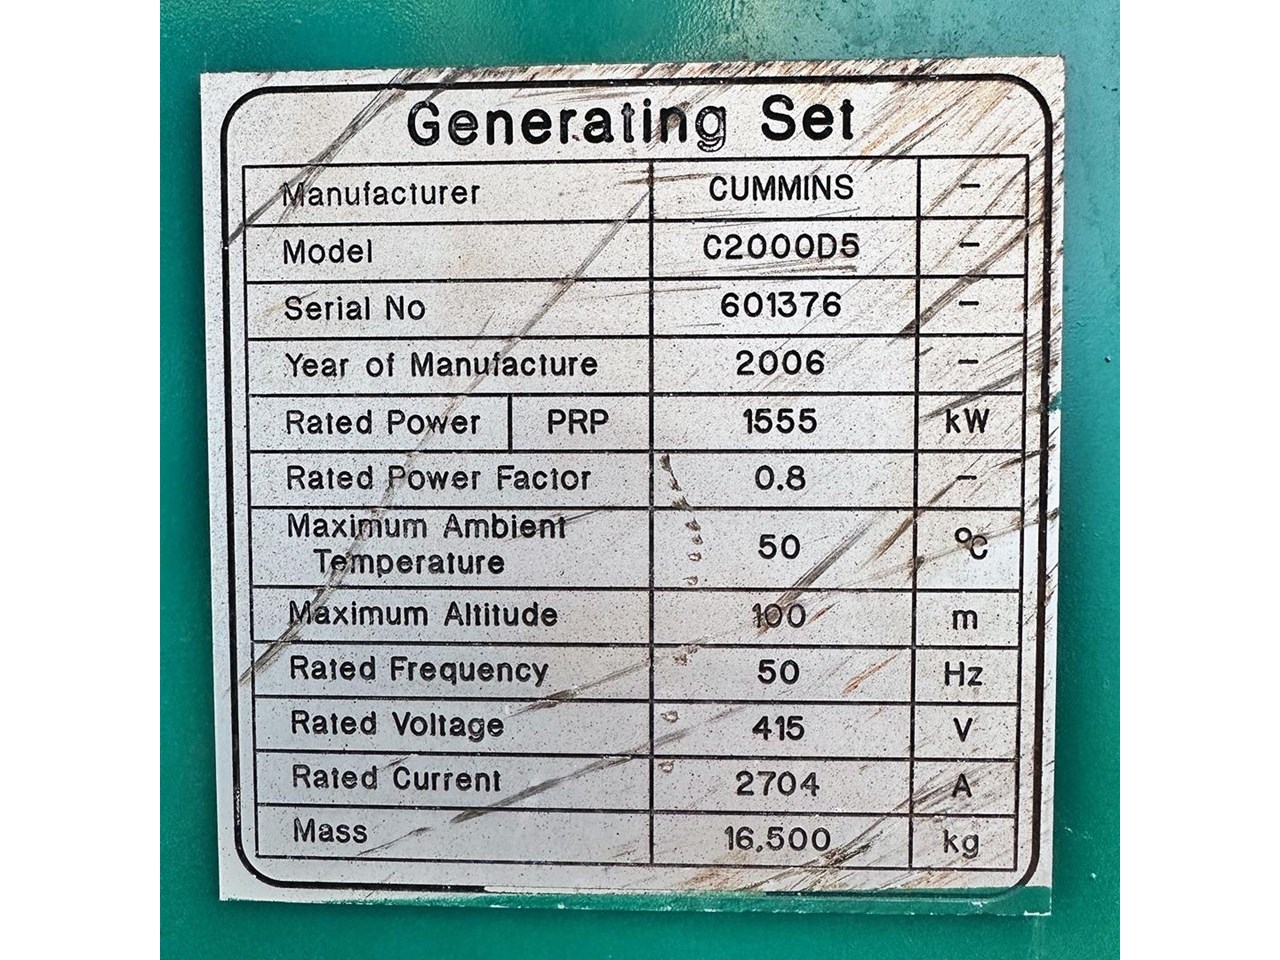 Generating Set
Manufacturer CUMMINS –
Model C2000D5 –
Serial No 601376 –
Year of Manufacture 2006 –
Rated Power PRP 1555 kW
Rated Power Factor 0.8 –
Maximum Ambient
Temperature 50 °C
Maximum Altitude 100 m
Rated Frequency 50 Hz
Rated Voltage 415 V
Rated Current 2704 A
Mass 16,500 kg